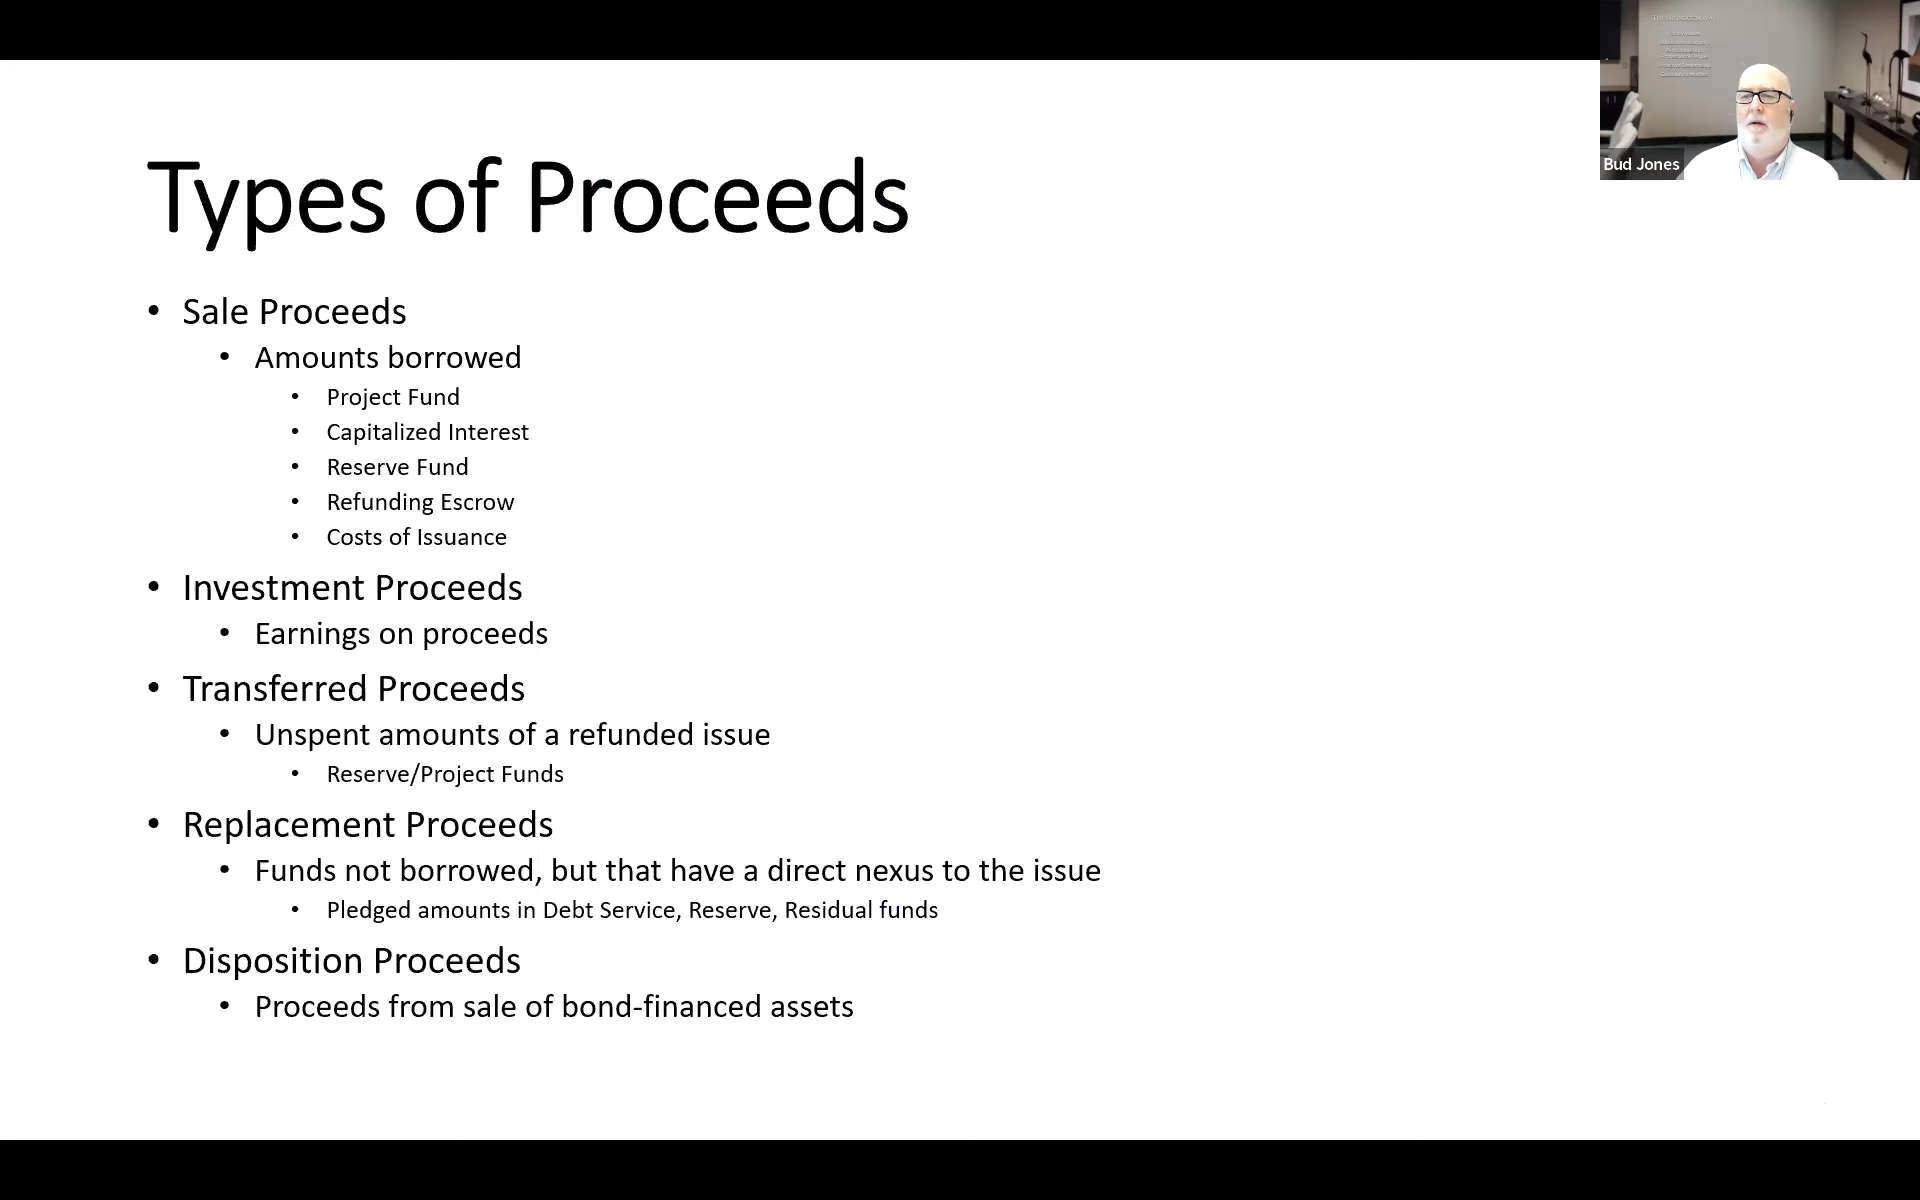 Types of Proceeds
• Sale Proceeds
• Amounts borrowed
• Project Fund
• Capitalized Interest
• Reserve Fund
• Refunding Escrow
• Costs of Issuance
• Investment Proceeds
• Earnings on proceeds
• Transferred Proceeds
• Unspent amounts of a refunded issue
• Reserve/Project Funds
• Replacement Proceeds
• Funds not borrowed, but that have a direct nexus to the issue
• Pledged amounts in Debt Service, Reserve, Residual funds
• Disposition Proceeds
• Proceeds from sale of bond-financed assets
Bud Jones